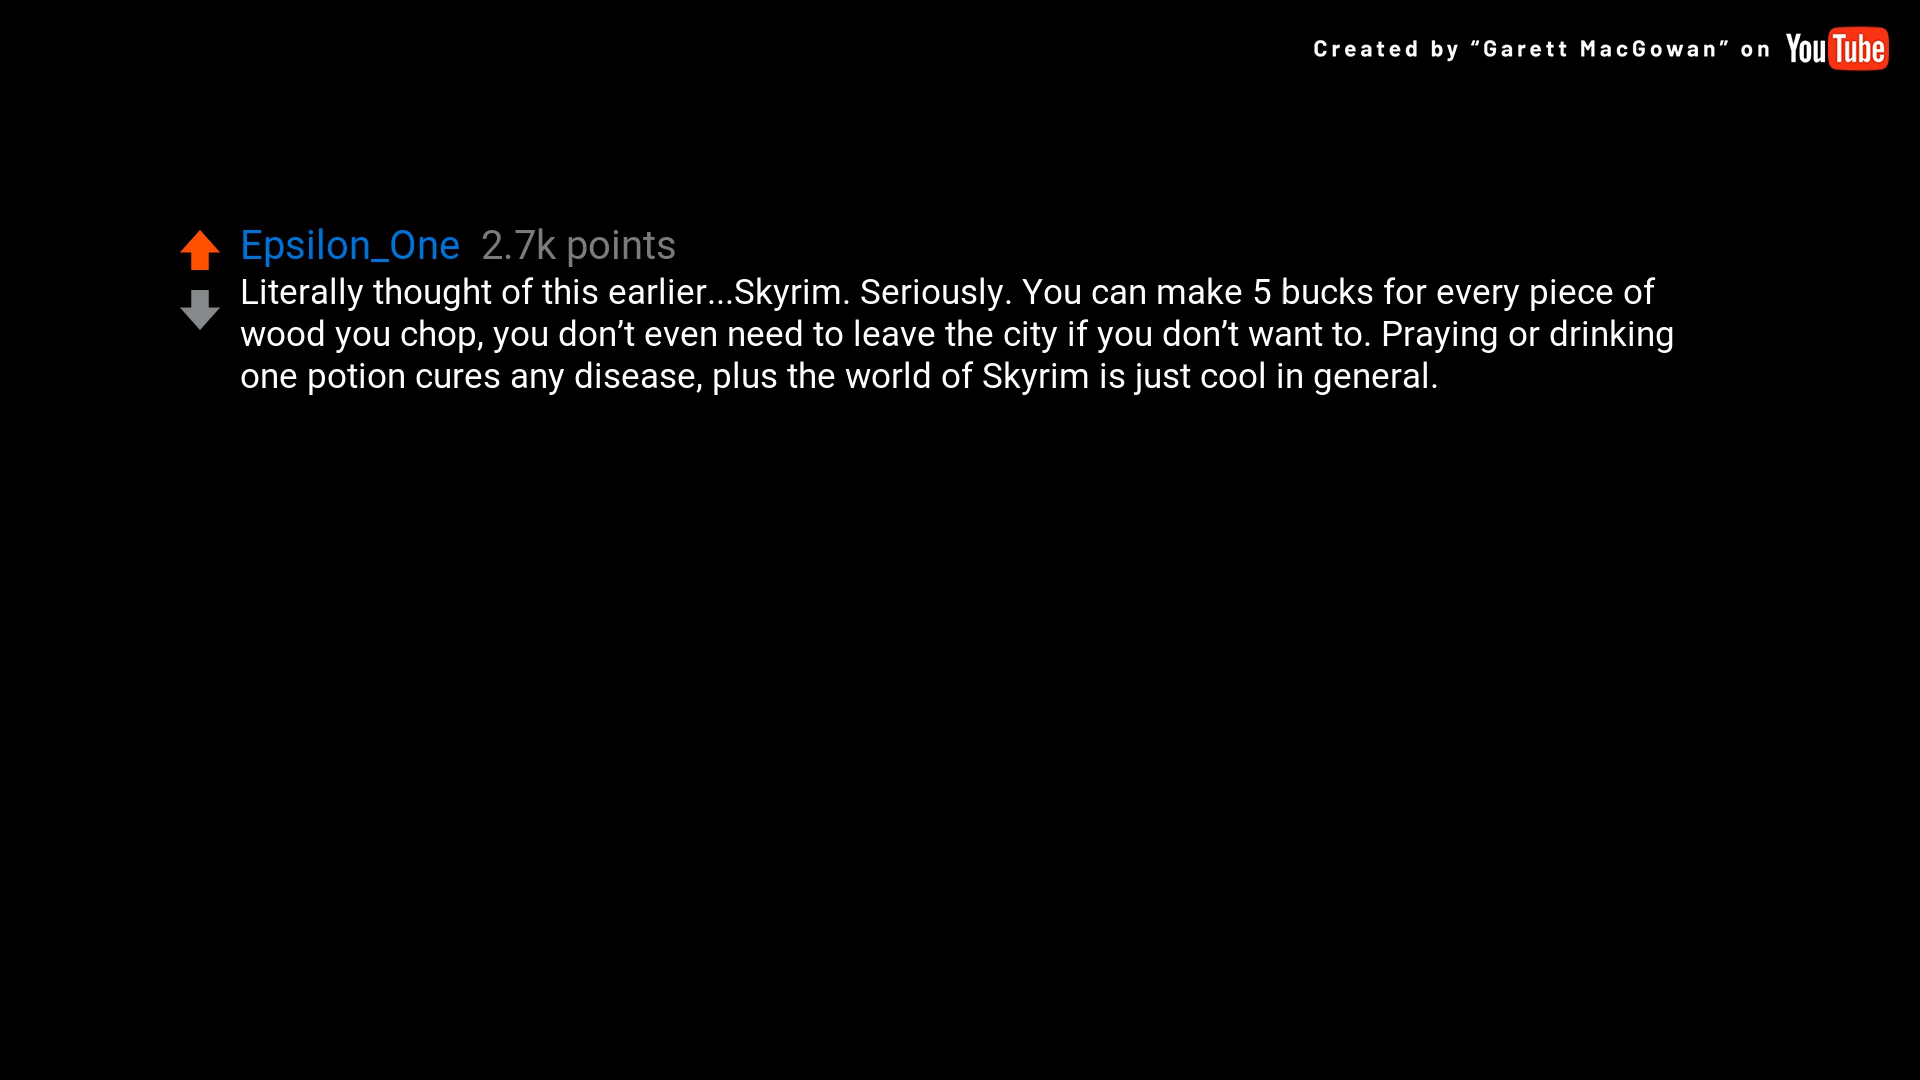 Created by “Garett MacGowan” on YouTube
Epsilon_One 2.7k points
Literally thought of this earlier...Skyrim. Seriously. You can make 5 bucks for every piece of
wood you chop, you don’t even need to leave the city if you don’t want to. Praying or drinking
one potion cures any disease, plus the world of Skyrim is just cool in general.